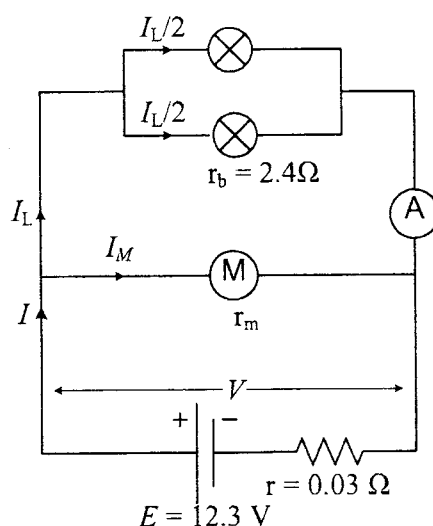 I_L/2
I_L/2
r_b = 2.4Ω
A
I_L
I_M
M
I
r_m
V
+ −
r = 0.03 Ω
E = 12.3 V